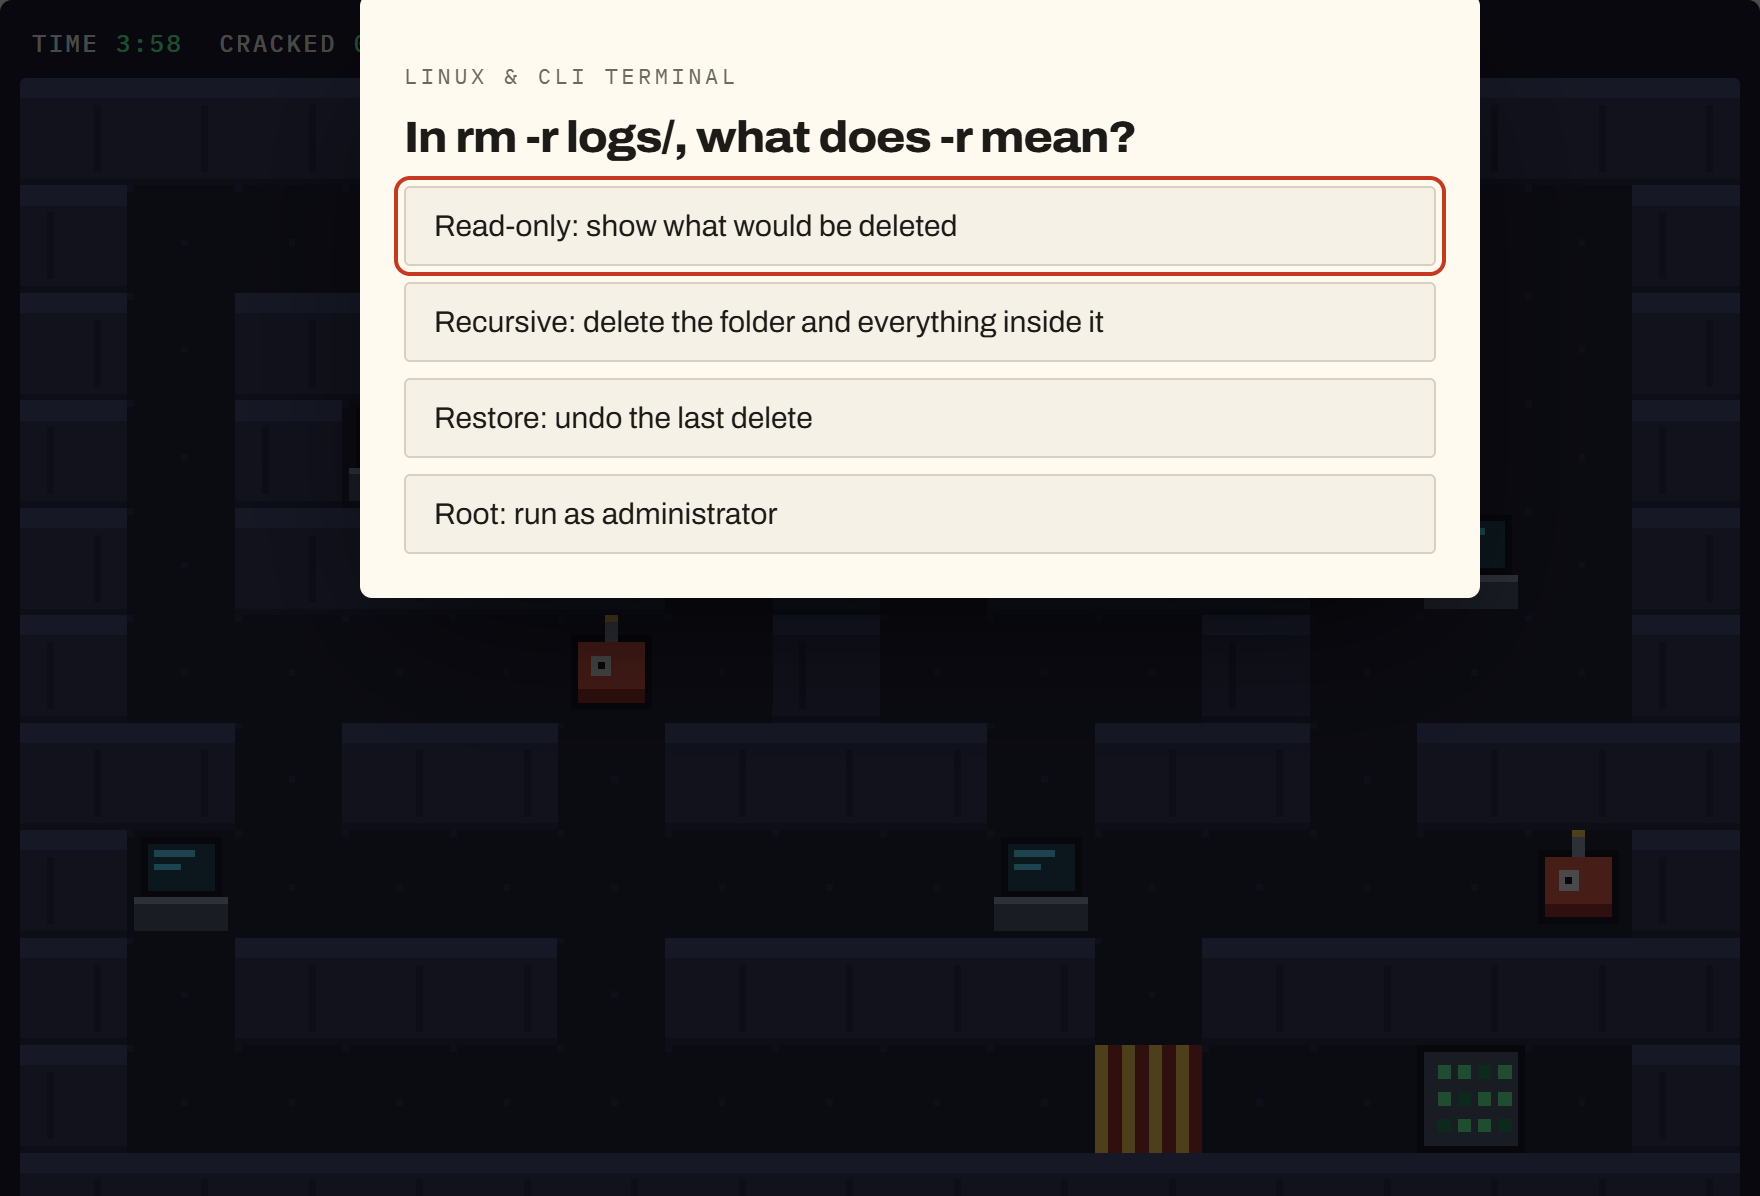 TIME 3:58 CRACKED
LINUX & CLI TERMINAL
In rm -r logs/, what does -r mean?
Read-only: show what would be deleted
Recursive: delete the folder and everything inside it
Restore: undo the last delete
Root: run as administrator